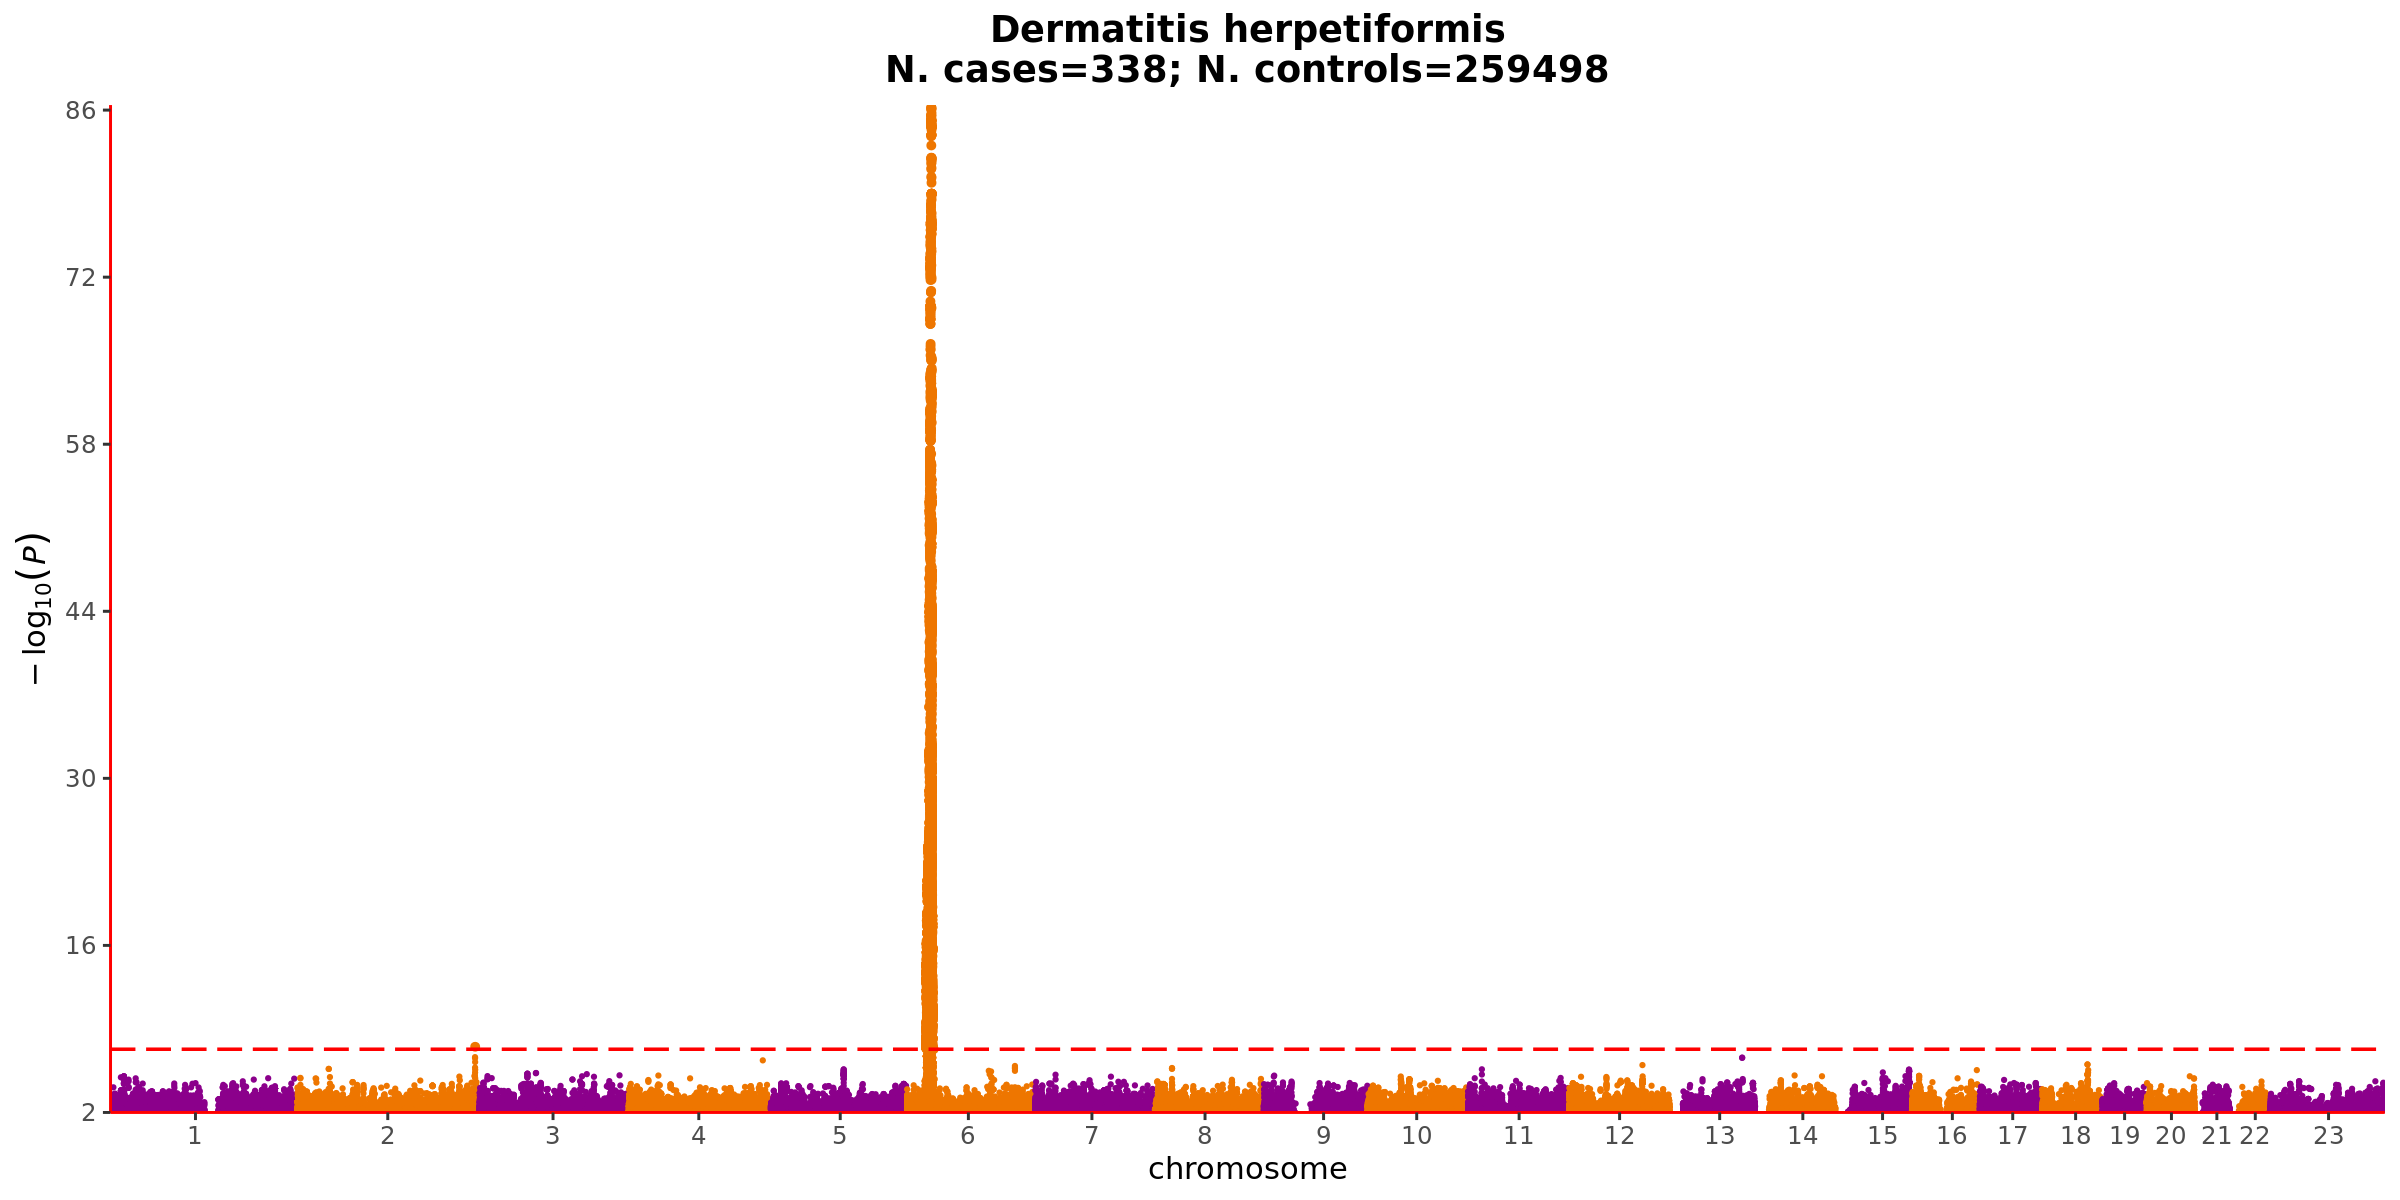 Dermatitis herpetiformis
N. cases=338; N. controls=259498
86
72
58
44
30
16
2
−log10(P)
1 2 3 4 5 6 7 8 9 10 11 12 13 14 15 16 17 18 19 20 21 22 23
chromosome